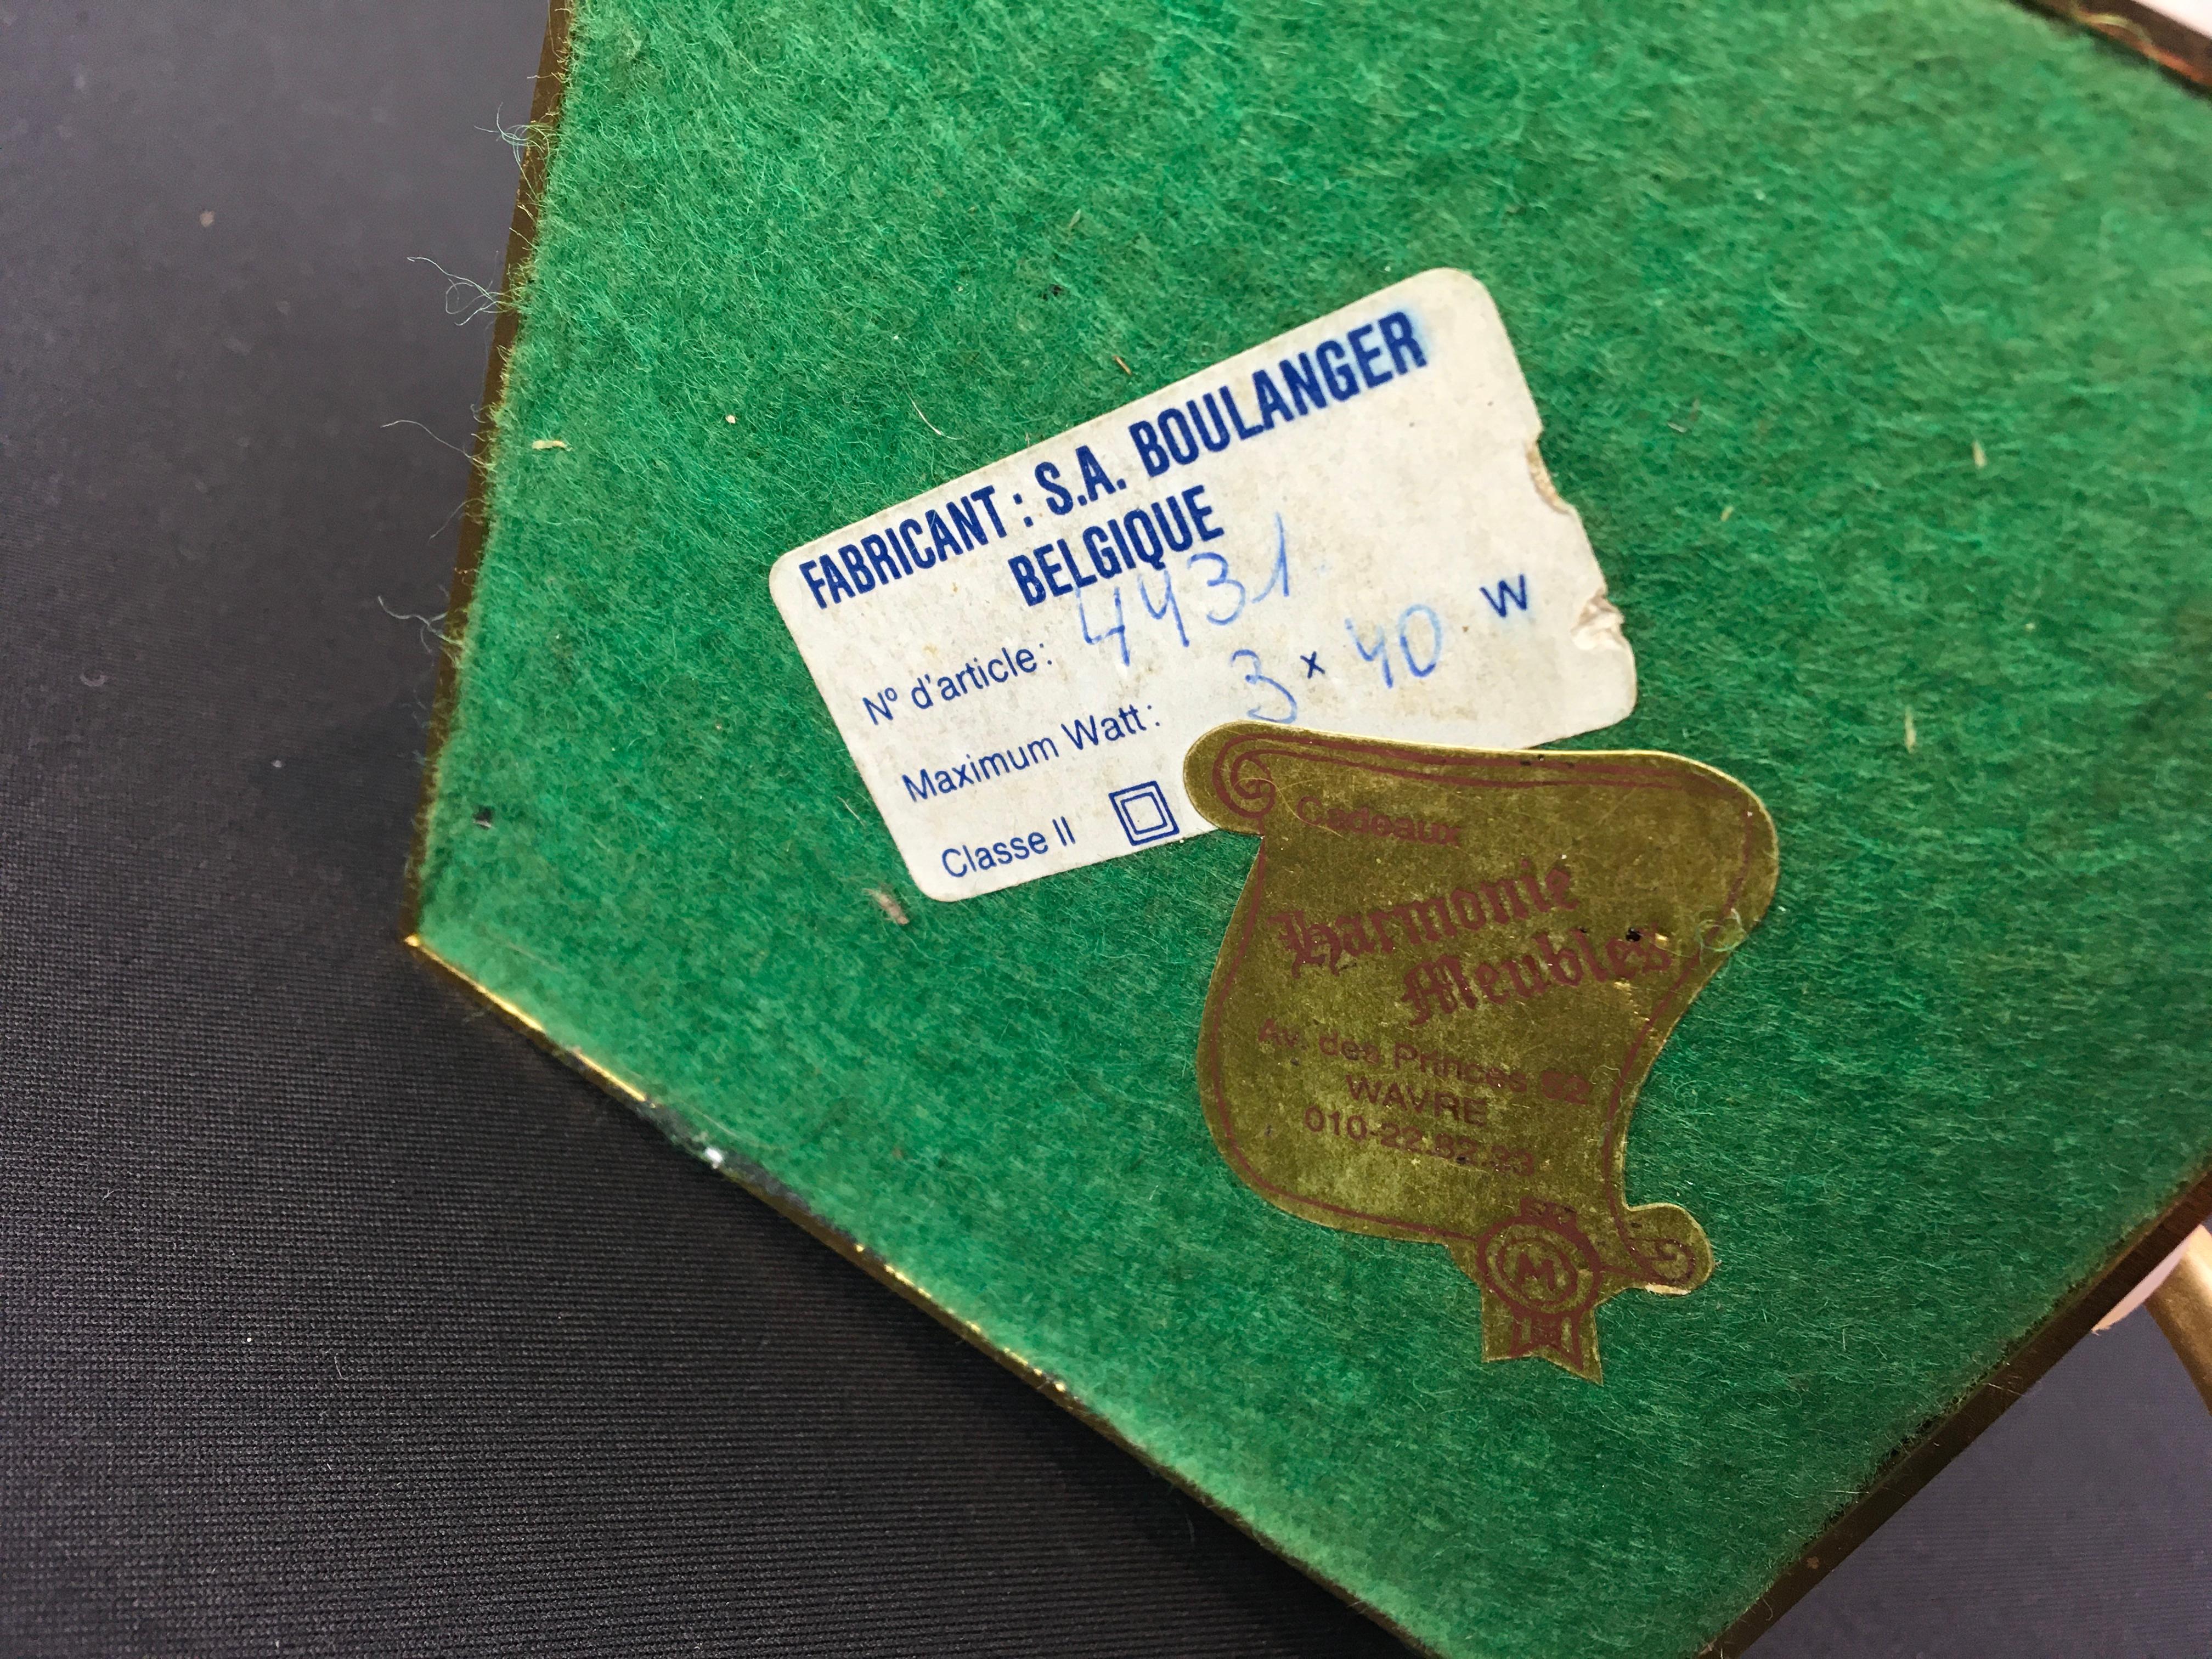 FABRICANT : S.A. BOULANGER
BELGIQUE
N° d'article : 4431
Maximum Watt : 3 x 40 W
Classe II
Cadeaux
Harmonie
Meubles
Av. des Princes
WAVRE
M